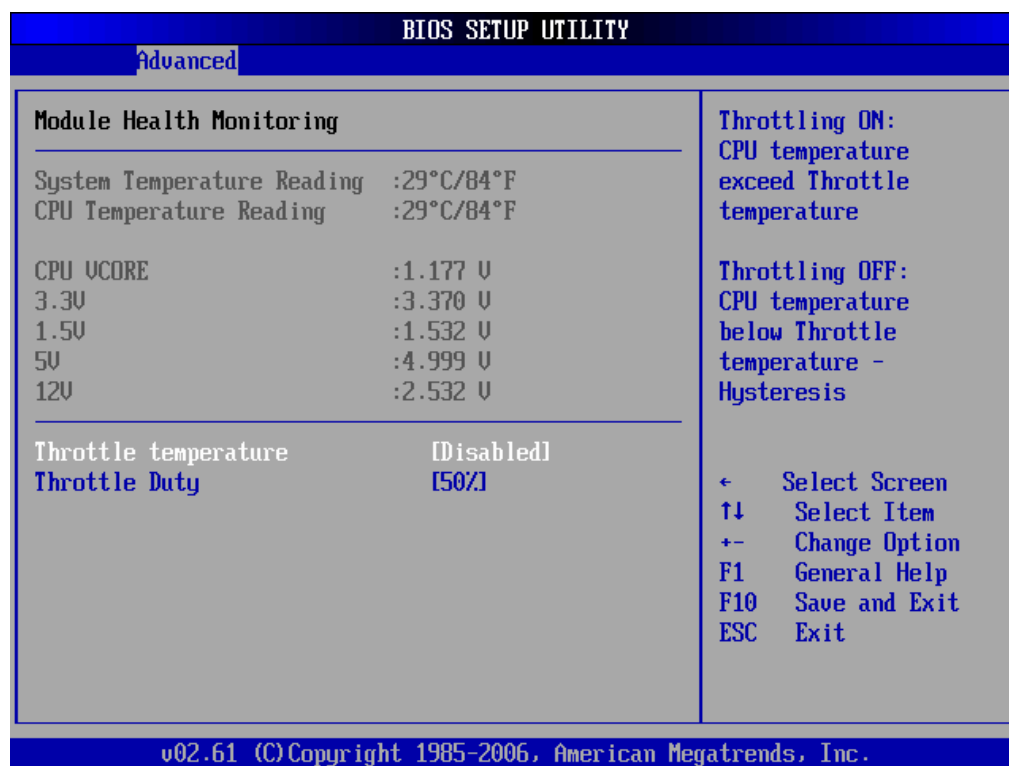 BIOS SETUP UTILITY
Advanced
Module Health Monitoring
System Temperature Reading :29°C/84°F
CPU Temperature Reading :29°C/84°F
CPU VCORE :1.177 V
3.3V :3.370 V
1.5V :1.532 V
5V :4.999 V
12V :2.532 V
Throttle temperature [Disabled]
Throttle Duty [50%]
Throttling ON:
CPU temperature
exceed Throttle
temperature
Throttling OFF:
CPU temperature
below Throttle
temperature -
Hysteresis
← Select Screen
↑↓ Select Item
+- Change Option
F1 General Help
F10 Save and Exit
ESC Exit
v02.61 (C)Copyright 1985-2006, American Megatrends, Inc.